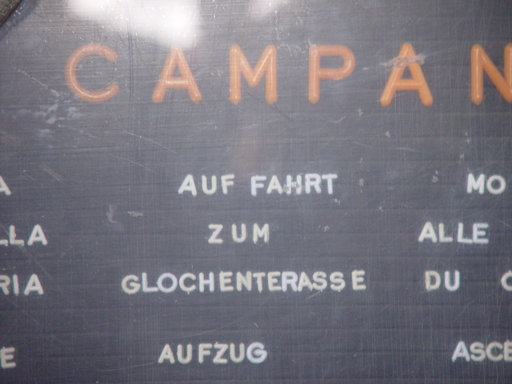 CAMPAN
A AUF FAHRT MO
LLA ZUM ALLE
RIA GLOCHENTERASSE DU
E AUFZUG ASCE